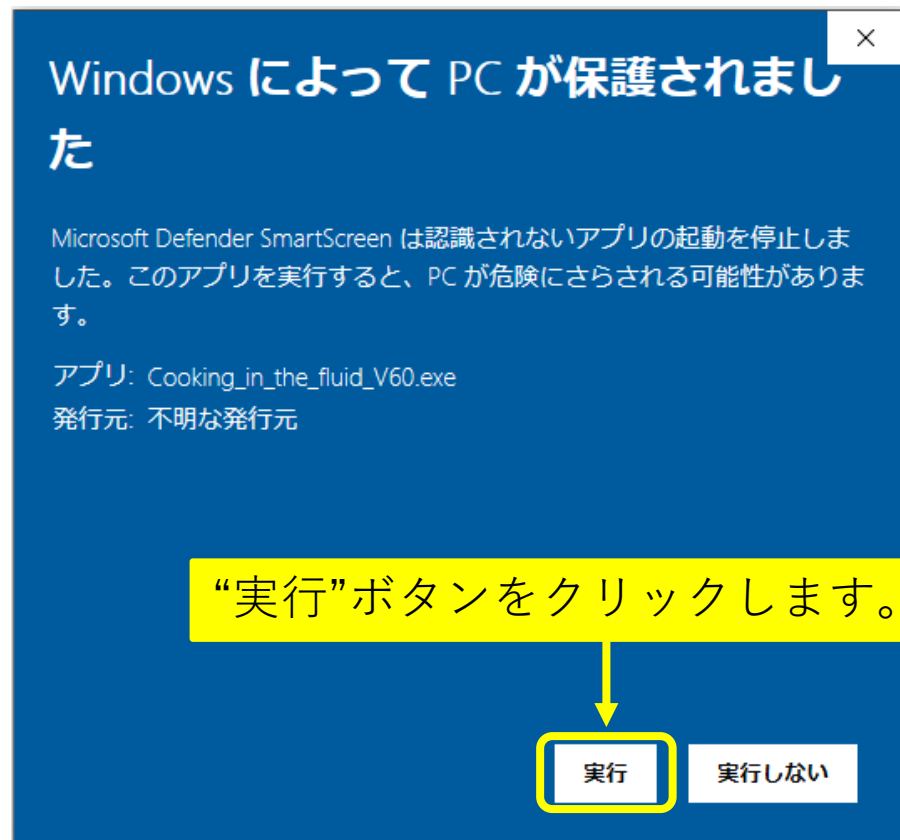 Windows によって PC が保護されまし
た
Microsoft Defender SmartScreen は認識されないアプリの起動を停止しま
した。このアプリを実行すると、PC が危険にさらされる可能性がありま
す。
アプリ: Cooking_in_the_fluid_V60.exe
発行元: 不明な発行元
“実行”ボタンをクリックします。
実行 実行しない